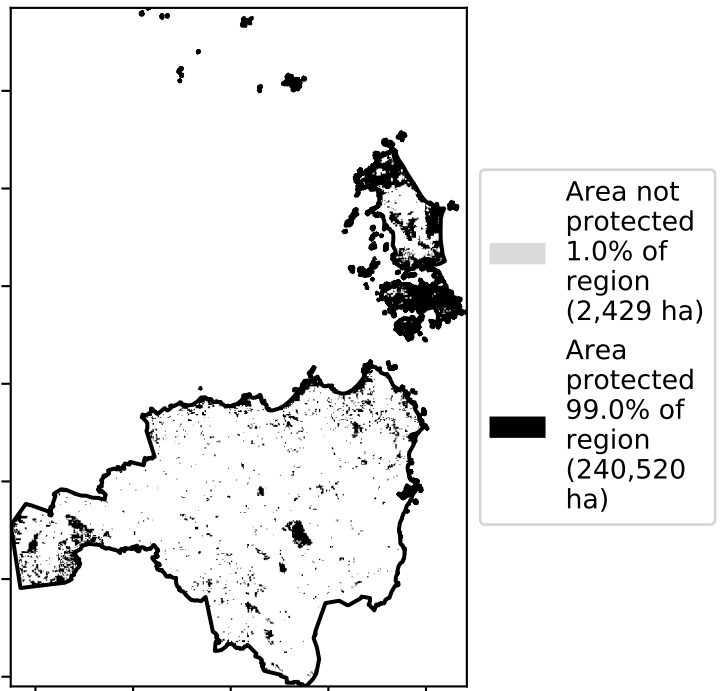 Area not
protected
1.0% of
region
(2,429 ha)
Area
protected
99.0% of
region
(240,520
ha)